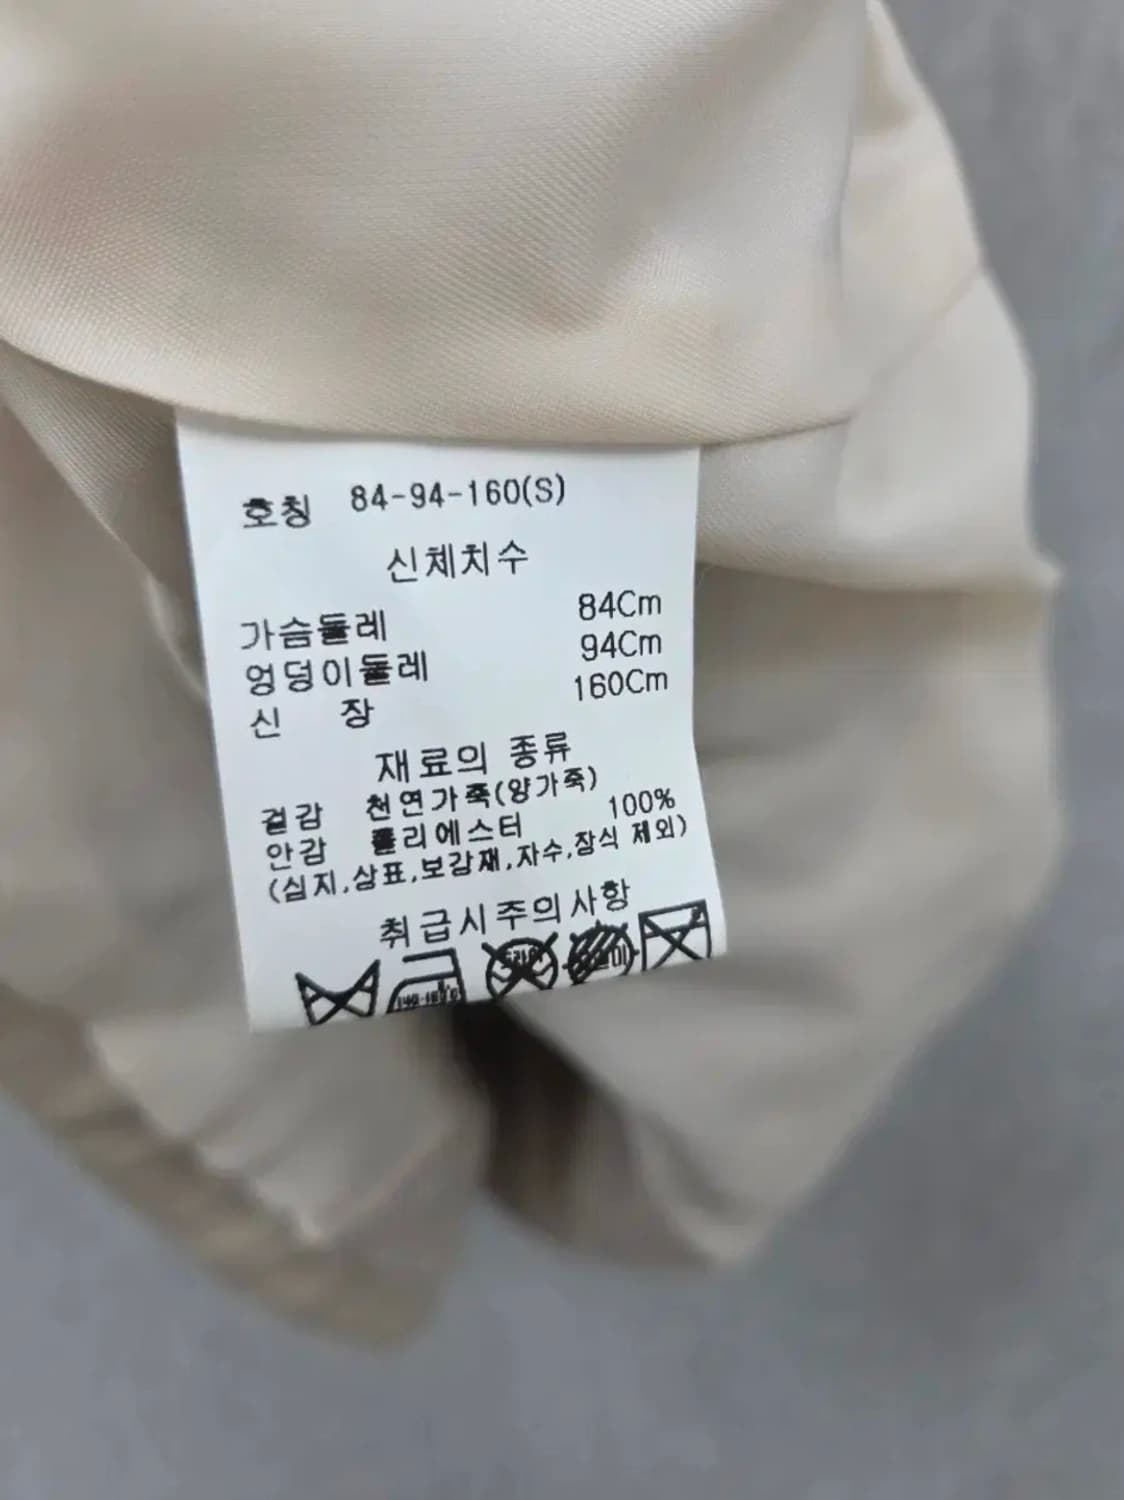 호칭 84-94-160(S)
신체치수
가슴둘레 84Cm
엉덩이둘레 94Cm
신 장 160Cm
재료의 종류
겉감 천연가죽(양가죽)
안감 폴리에스터 100%
(심지,상표,보강재,자수,장식 제외)
취급시주의사항
드라이